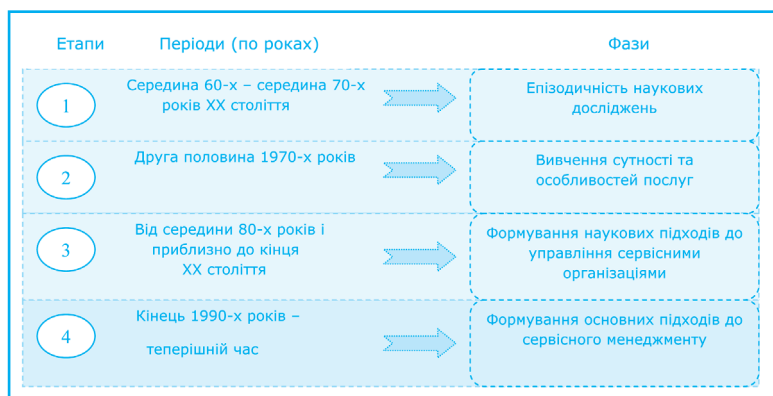 Етапи Періоди (по роках) Фази
1
Середина 60-х – середина 70-х
років ХХ століття
Епізодичність наукових
досліджень
2
Друга половина 1970-х років
Вивчення сутності та
особливостей послуг
3
Від середини 80-х років і
приблизно до кінця
ХХ століття
Формування наукових підходів до
управління сервісними
організаціями
4
Кінець 1990-х років –
теперішній час
Формування основних підходів до
сервісного менеджменту